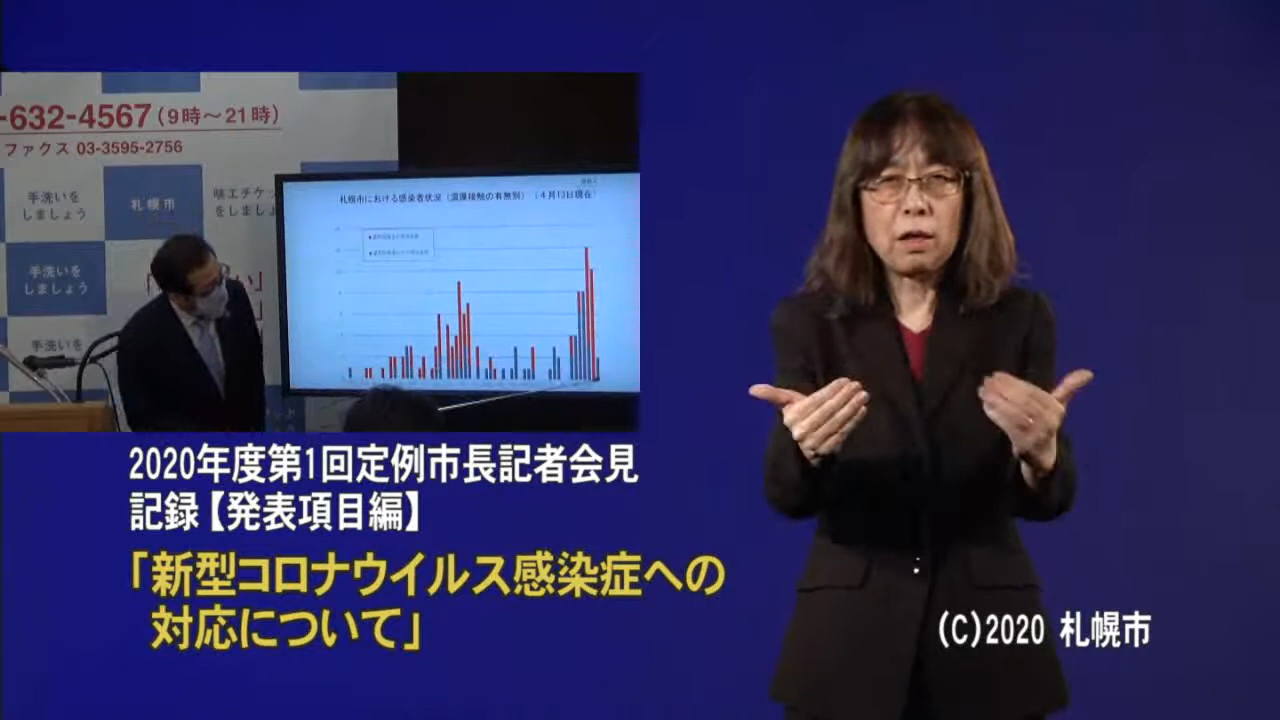 -632-4567(9時〜21時)
ファクス 03-3595-2756
手洗いを
しましょう
札幌市
咳エチケッ
をしまし
手洗いを
しましょう
手洗いを
札幌市における感染者状況(濃厚接触の有無別)(4月13日現在)
2020年度第1回定例市長記者会見
記録【発表項目編】
「新型コロナウイルス感染症への
対応について」
(C)2020 札幌市